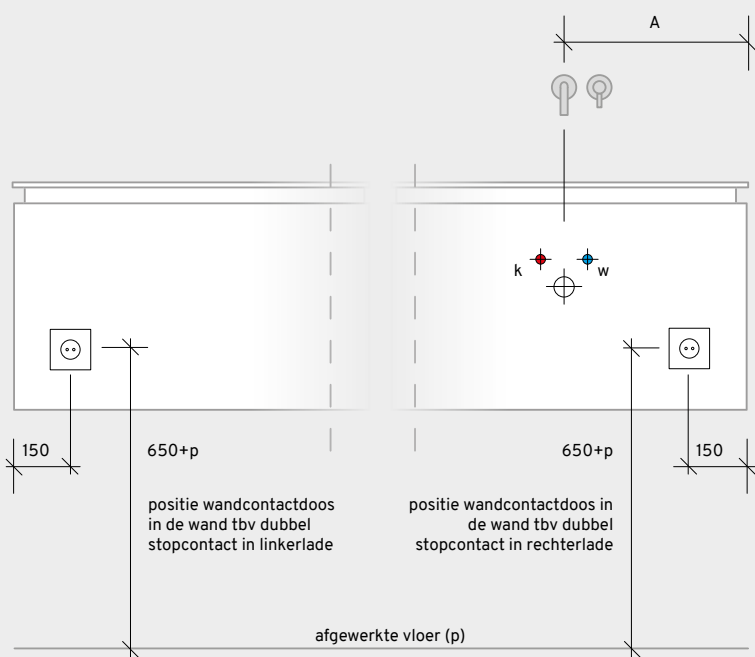 A
k
w
150
650+p
650+p
150
positie wandcontactdoos
in de wand tbv dubbel
stopcontact in linkerlade
positie wandcontactdoos in
de wand tbv dubbel
stopcontact in rechterlade
afgewerkte vloer (p)